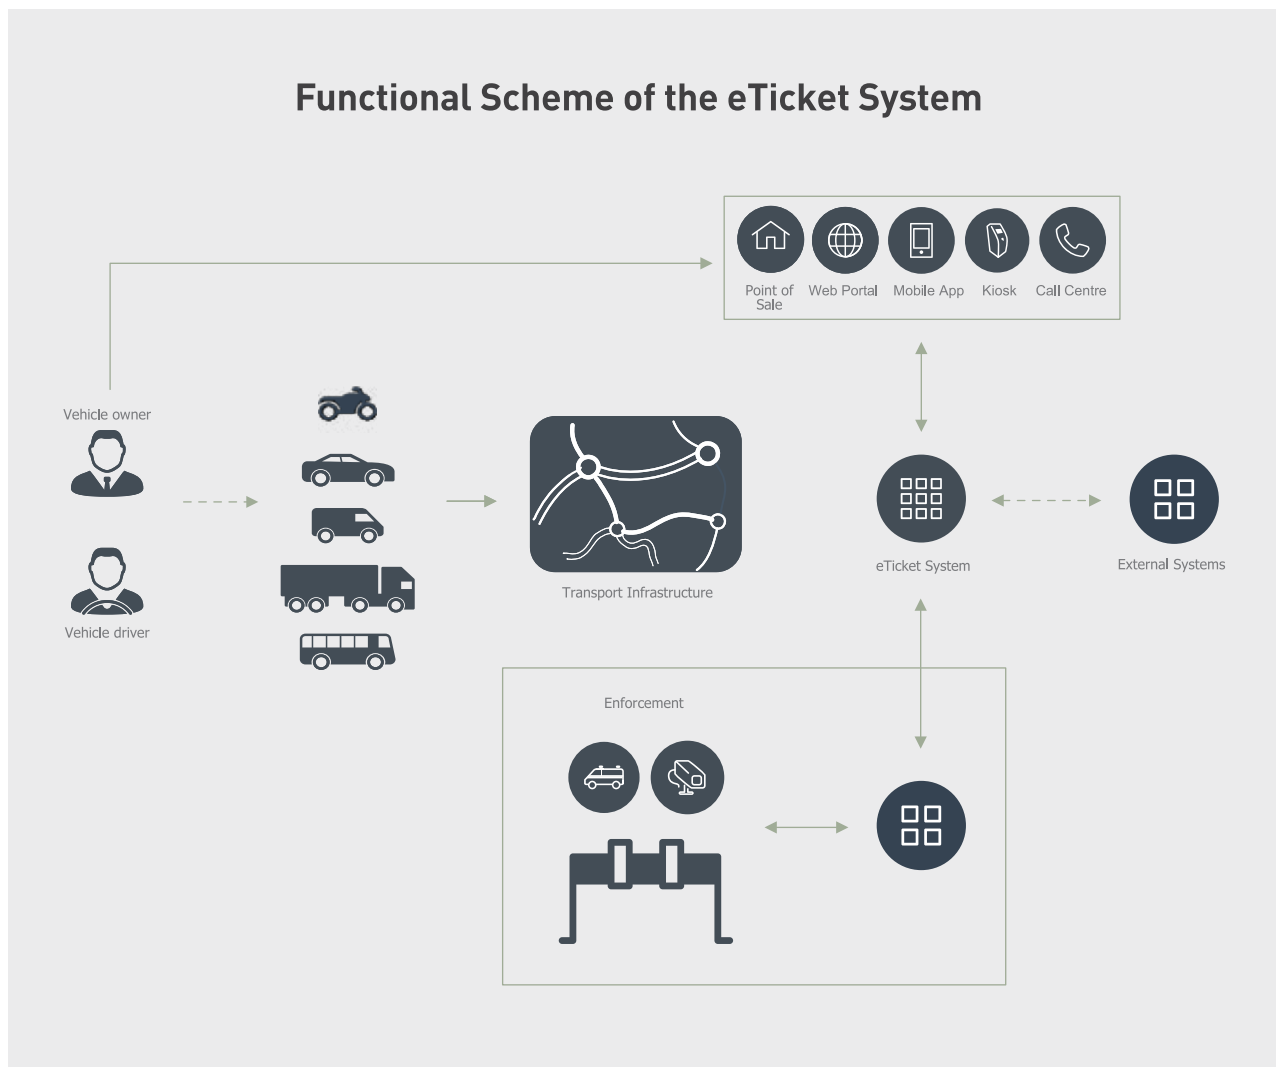 Functional Scheme of the eTicket System
Point of
Sale
Web Portal
Mobile App
Kiosk
Call Centre
Vehicle owner
Vehicle driver
Transport Infrastructure
eTicket System
External Systems
Enforcement